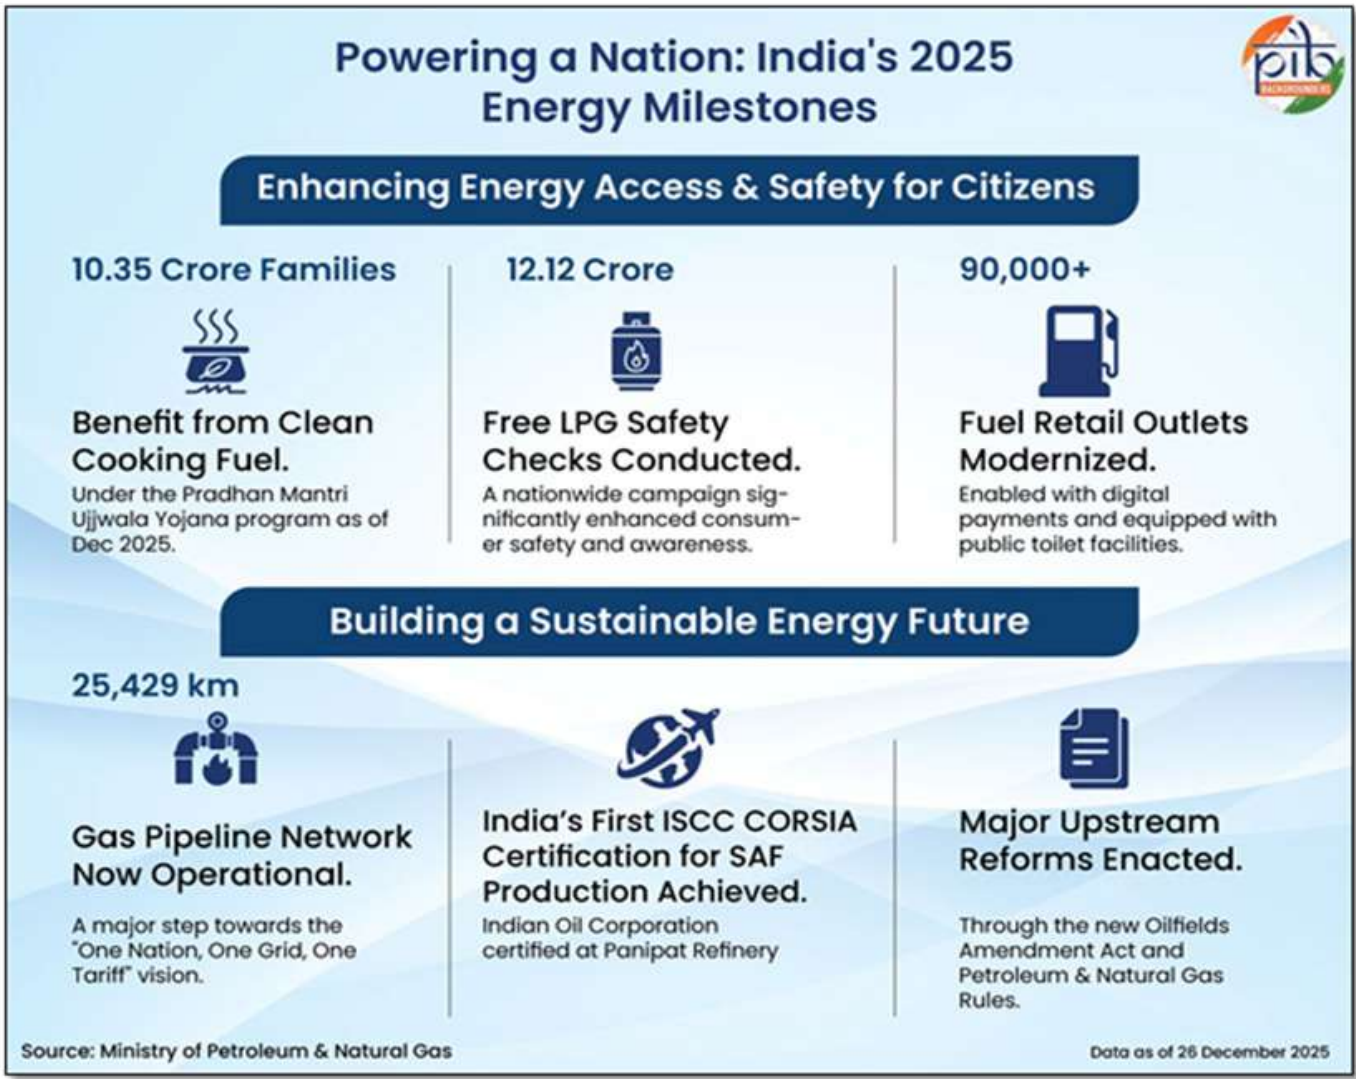 Powering a Nation: India's 2025
Energy Milestones
pib
BACKGROUNDERS
Enhancing Energy Access & Safety for Citizens
10.35 Crore Families
Benefit from Clean
Cooking Fuel.
Under the Pradhan Mantri
Ujjwala Yojana program as of
Dec 2025.
12.12 Crore
Free LPG Safety
Checks Conducted.
A nationwide campaign sig-
nificantly enhanced consum-
er safety and awareness.
90,000+
Fuel Retail Outlets
Modernized.
Enabled with digital
payments and equipped with
public toilet facilities.
Building a Sustainable Energy Future
25,429 km
Gas Pipeline Network
Now Operational.
A major step towards the
"One Nation, One Grid, One
Tariff" vision.
India's First ISCC CORSIA
Certification for SAF
Production Achieved.
Indian Oil Corporation
certified at Panipat Refinery
Major Upstream
Reforms Enacted.
Through the new Oilfields
Amendment Act and
Petroleum & Natural Gas
Rules.
Source: Ministry of Petroleum & Natural Gas
Data as of 26 December 2025